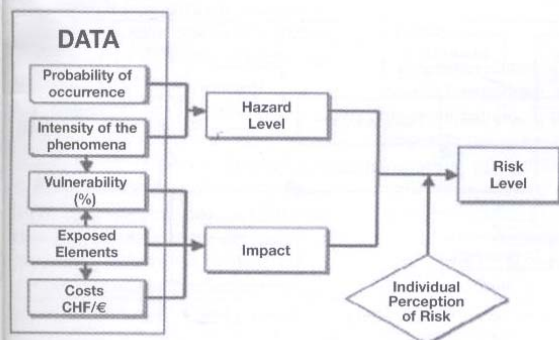 DATA
Probability of
occurrence
Intensity of the
phenomena
Vulnerability
(%)
Exposed
Elements
Costs
CHF/€
Hazard
Level
Impact
Risk
Level
Individual
Perception
of Risk